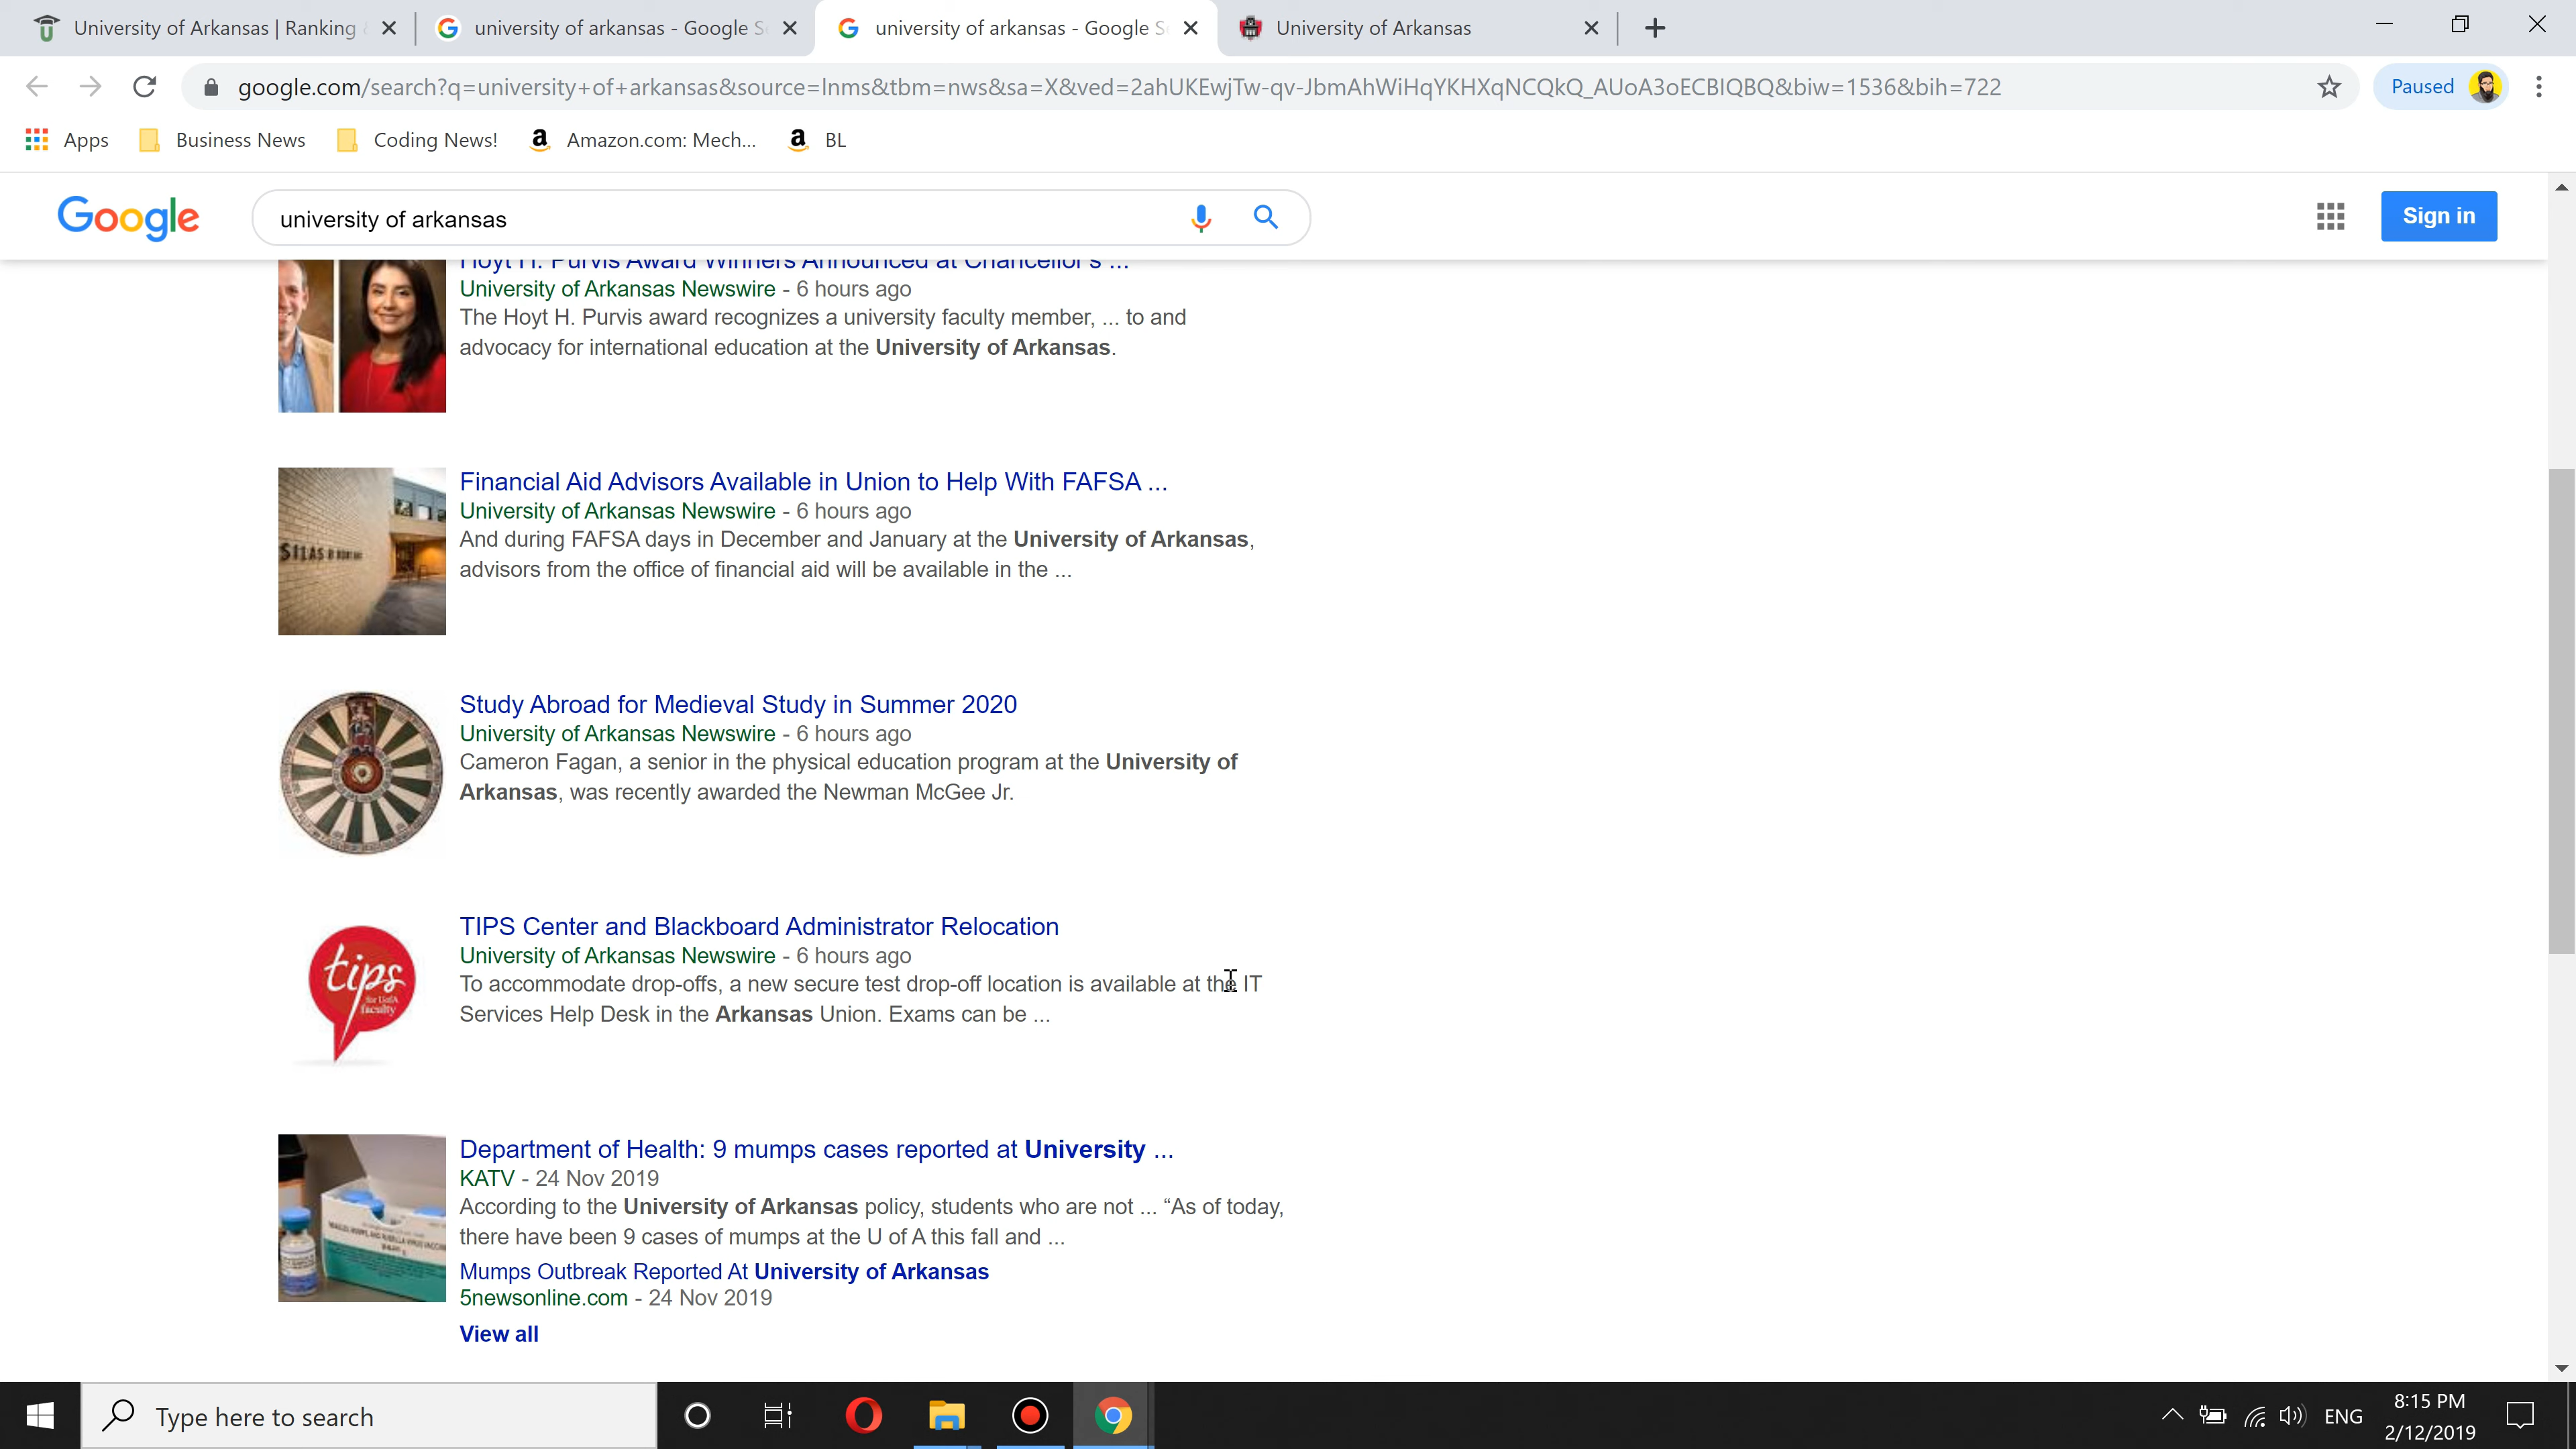 University of Arkansas | Ranking
university of arkansas - Google S
university of arkansas - Google S
University of Arkansas
google.com/search?q=university+of+arkansas&source=lnms&tbm=nws&sa=X&ved=2ahUKEwjTw-qv-JbmAhWiHqYKHXqNCQkQ_AUoA3oECBIQBQ&biw=1536&bih=722
Paused
Apps
Business News
Coding News!
Amazon.com: Mech...
BL
Google
university of arkansas
Sign in
Hoyt H. Purvis Award Winners Announced at Chancellor's ...
University of Arkansas Newswire - 6 hours ago
The Hoyt H. Purvis award recognizes a university faculty member, ... to and
advocacy for international education at the University of Arkansas.
Financial Aid Advisors Available in Union to Help With FAFSA ...
University of Arkansas Newswire - 6 hours ago
And during FAFSA days in December and January at the University of Arkansas,
advisors from the office of financial aid will be available in the ...
SILAS
Study Abroad for Medieval Study in Summer 2020
University of Arkansas Newswire - 6 hours ago
Cameron Fagan, a senior in the physical education program at the University of
Arkansas, was recently awarded the Newman McGee Jr.
TIPS Center and Blackboard Administrator Relocation
University of Arkansas Newswire - 6 hours ago
To accommodate drop-offs, a new secure test drop-off location is available at the IT
Services Help Desk in the Arkansas Union. Exams can be ...
tips
for UofA
faculty
Department of Health: 9 mumps cases reported at University ...
KATV - 24 Nov 2019
According to the University of Arkansas policy, students who are not ... “As of today,
there have been 9 cases of mumps at the U of A this fall and ...
Mumps Outbreak Reported At University of Arkansas
5newsonline.com - 24 Nov 2019
View all
Type here to search
ENG
8:15 PM
2/12/2019